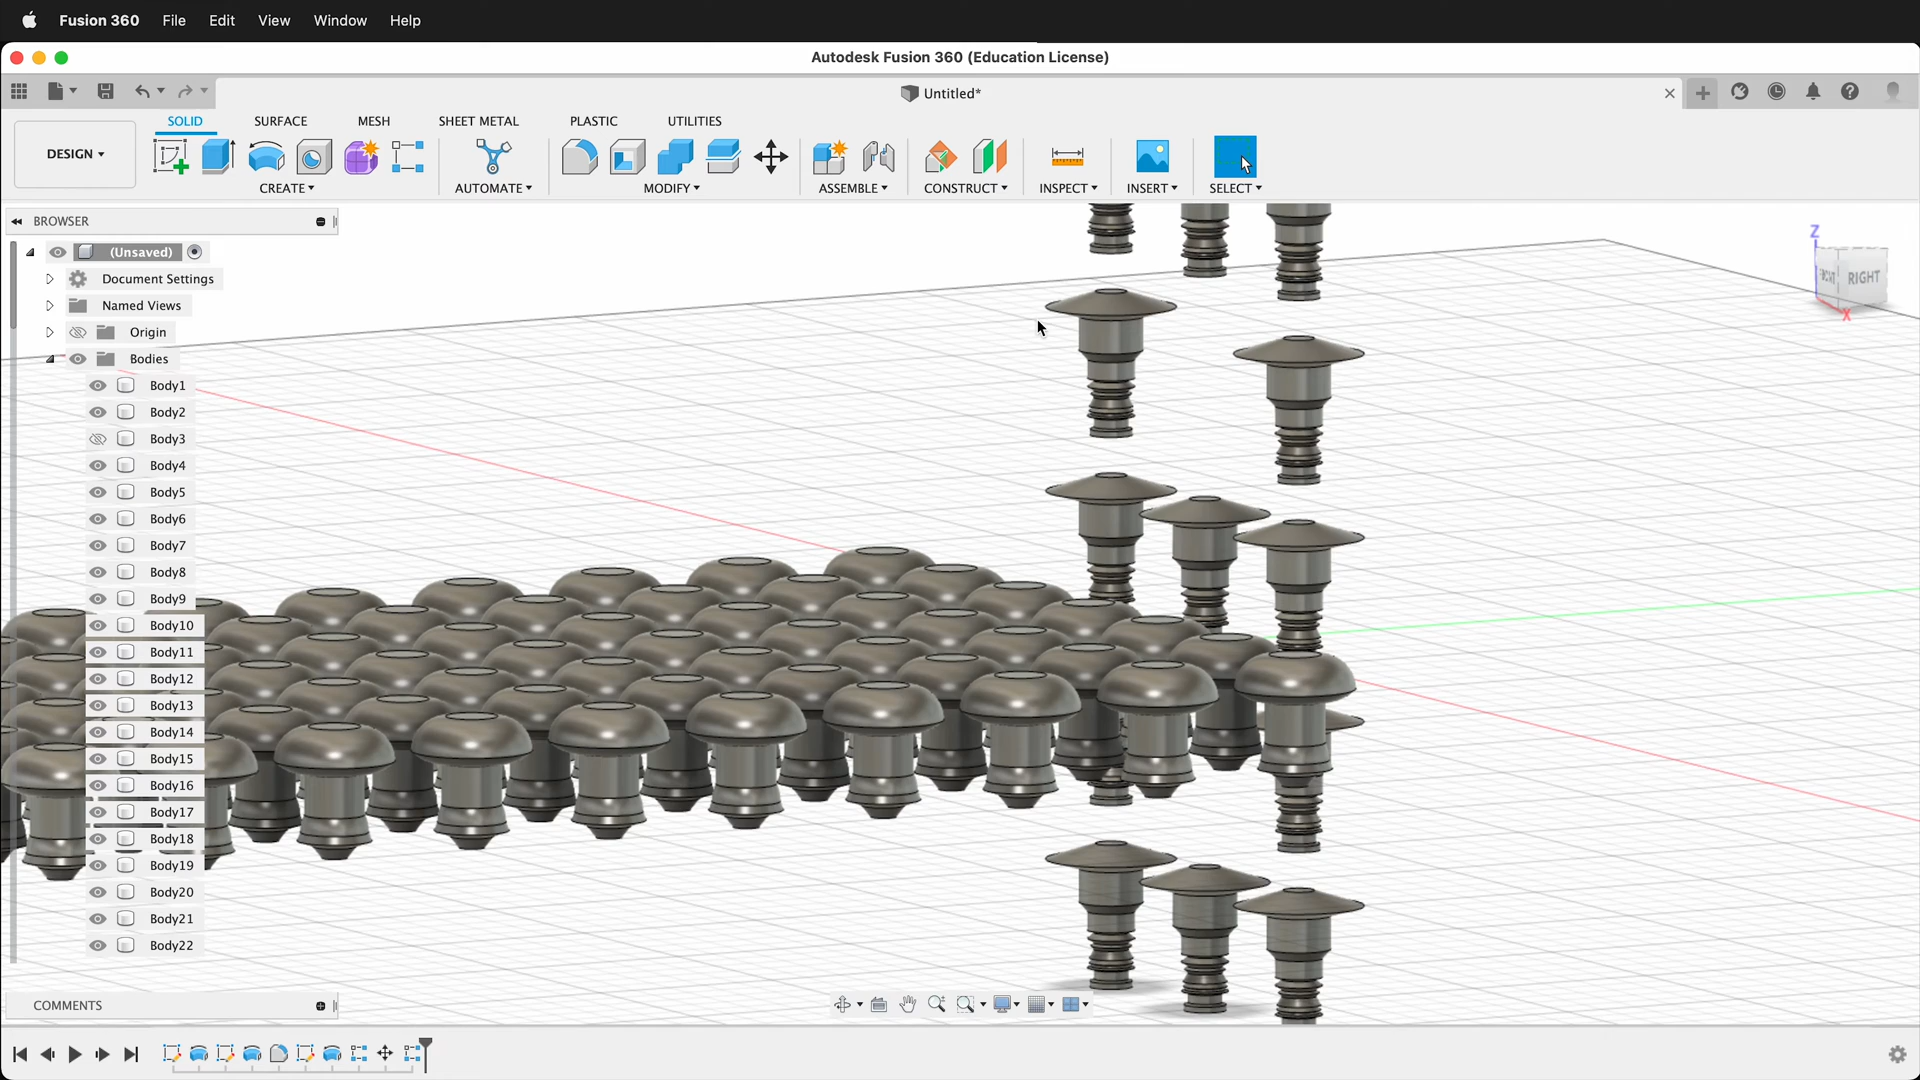 Fusion 360 File Edit View Window Help
Autodesk Fusion 360 (Education License)
Untitled*
SOLID SURFACE MESH SHEET METAL PLASTIC UTILITIES
DESIGN
CREATE AUTOMATE MODIFY ASSEMBLE CONSTRUCT INSPECT INSERT SELECT
BROWSER
(Unsaved)
Document Settings
Named Views
Origin
Bodies
Body1
Body2
Body3
Body4
Body5
Body6
Body7
Body8
Body9
Body10
Body11
Body12
Body13
Body14
Body15
Body16
Body17
Body18
Body19
Body20
Body21
Body22
Z
FRONT RIGHT
X
COMMENTS